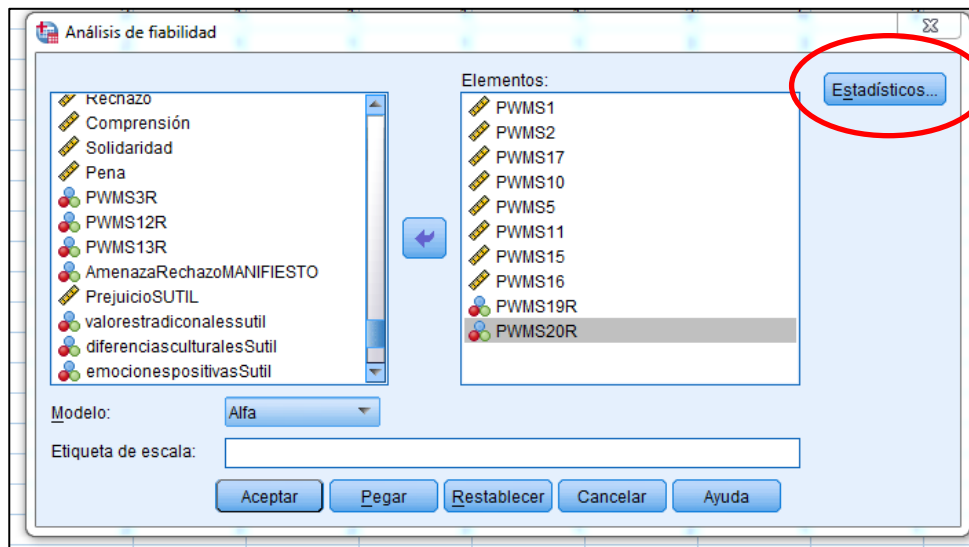 Análisis de fiabilidad
Rechazo
Comprensión
Solidaridad
Pena
PWMS3R
PWMS12R
PWMS13R
AmenazaRechazoMANIFIESTO
PrejuicioSUTIL
valorestradiconalessutil
diferenciasculturalesSutil
emocionespositivasSutil
Elementos:
PWMS1
PWMS2
PWMS17
PWMS10
PWMS5
PWMS11
PWMS15
PWMS16
PWMS19R
PWMS20R
Estadísticos...
Modelo: Alfa
Etiqueta de escala:
Aceptar Pegar Restablecer Cancelar Ayuda